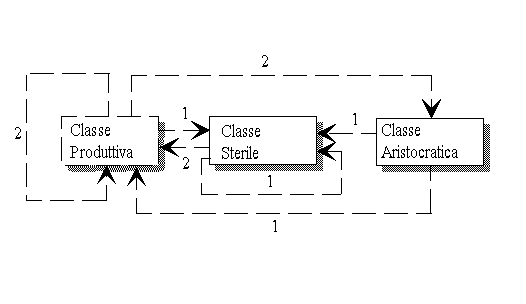 2
2
1
1
Classe
Produttiva
Classe
Sterile
Classe
Aristocratica
2
1
1